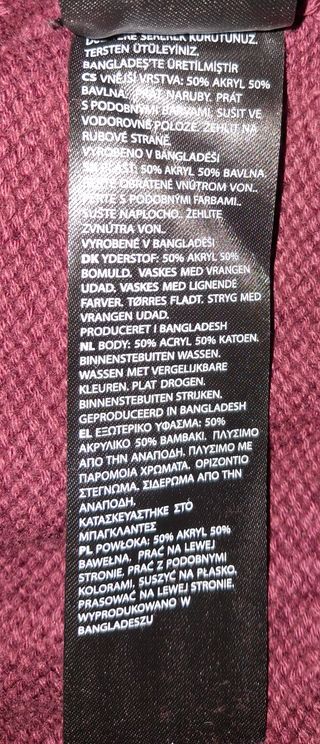 SEREREK KURUTUNUZ.
TERSTEN ÜTÜLEYİNİZ.
BANGLADEŞ'TE ÜRETİLMİŞTİR
CS VNĚJŠÍ VRSTVA: 50% AKRYL 50%
BAVLNA. PRÁT NARUBY. PRÁT
S PODOBNÝMI BARVAMI. SUŠIT VE
VODOROVNÉ POLOZE. ŽEHLIT NA
RUBOVÉ STRANĚ.
VYROBENO V BANGLADÉŠI
50% AKRYL 50% BAVLNA.
OBRÁTENÉ VNÚTROM VON..
PERTE S PODOBNÝMI FARBAMI..
SUŠTE NAPLOCHO. ŽEHLITE
ZVNÚTRA VON..
VYROBENÉ V BANGLADÉŠI
DK YDERSTOF: 50% AKRYL 50%
BOMULD. VASKES MED VRANGEN
UDAD. VASKES MED LIGNENDE
FARVER. TØRRES FLADT. STRYG MED
VRANGEN UDAD.
PRODUCERET I BANGLADESH
NL BODY: 50% ACRYL 50% KATOEN.
BINNENSTEBUITEN WASSEN.
WASSEN MET VERGELIJKBARE
KLEUREN. PLAT DROGEN.
BINNENSTEBUITEN STRIJKEN.
GEPRODUCEERD IN BANGLADESH
EL ΕΞΩΤΕΡΙΚΟ ΥΦΑΣΜΑ: 50%
ΑΚΡΥΛΙΚΟ 50% ΒΑΜΒΑΚΙ. ΠΛΥΣΙΜΟ
ΑΠΟ ΤΗΝ ΑΝΑΠΟΔΗ. ΠΛΥΣΙΜΟ ΜΕ
ΠΑΡΟΜΟΙΑ ΧΡΩΜΑΤΑ. ΟΡΙΖΟΝΤΙΟ
ΣΤΕΓΝΩΜΑ. ΣΙΔΕΡΩΜΑ ΑΠΟ ΤΗΝ
ΑΝΑΠΟΔΗ.
ΚΑΤΑΣΚΕΥΑΣΤΗΚΕ ΣΤΟ
ΜΠΑΓΚΛΑΝΤΕΣ
PL POWŁOKA: 50% AKRYL 50%
BAWEŁNA. PRAĆ NA LEWEJ
STRONIE. PRAĆ Z PODOBNYMI
KOLORAMI. SUSZYĆ NA PŁASKO.
PRASOWAĆ NA LEWEJ STRONIE.
WYPRODUKOWANO W
BANGLADESZU